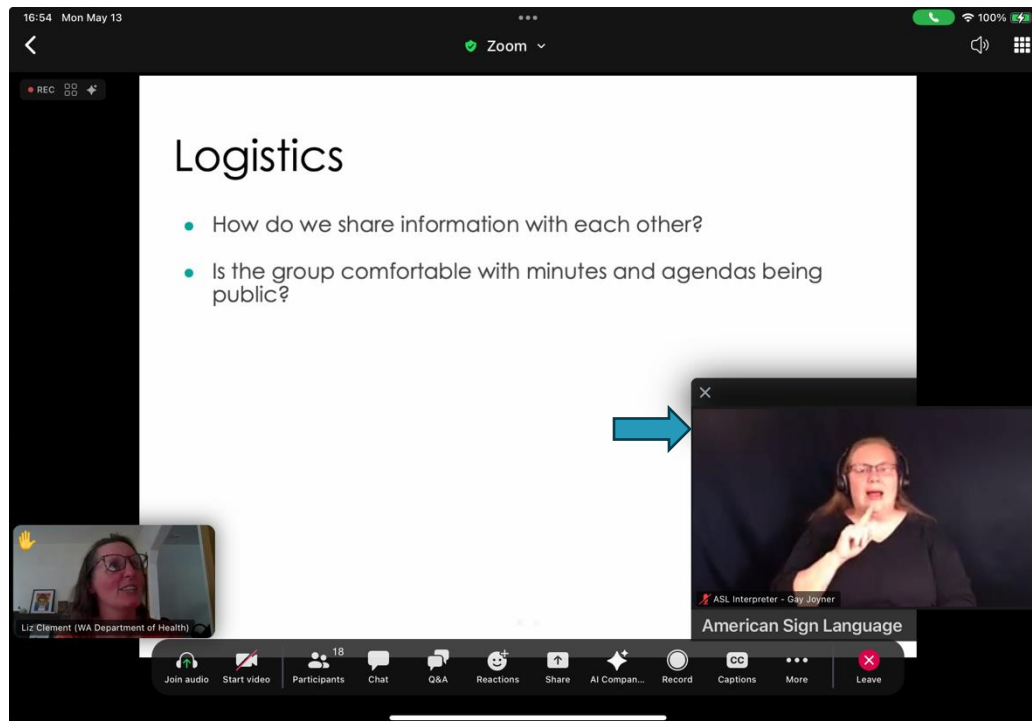 16:54 Mon May 13
100%
Zoom
REC
Logistics
How do we share information with each other?
Is the group comfortable with minutes and agendas being
public?
ASL Interpreter - Gay Joyner
American Sign Language
Liz Clement (WA Department of Health)
18
Join audio Start video Participants Chat Q&A Reactions Share AI Compan... Record CC Captions More Leave